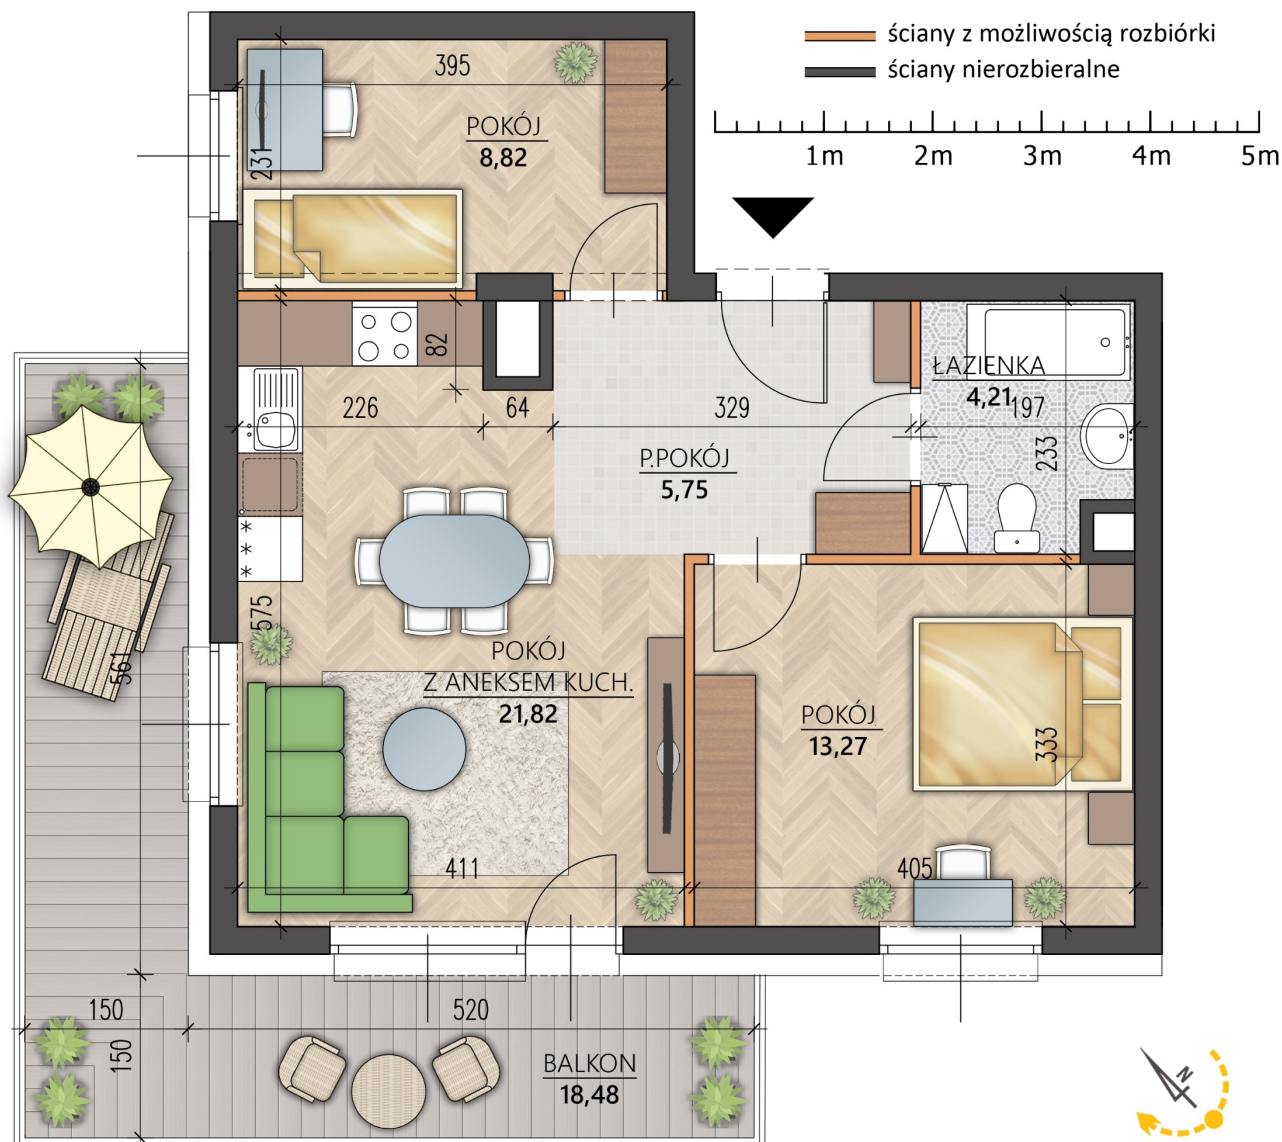 ściany z możliwością rozbiórki
ściany nierozbieralne
1m 2m 3m 4m 5m
395
POKÓJ
8,82
231
82
226 64 329
ŁAZIENKA
4,21
197
233
P.POKÓJ
5,75
* * *
575
561
POKÓJ
Z ANEKSEM KUCH.
21,82
POKÓJ
13,27
333
411
405
150
520
150
BALKON
18,48
N